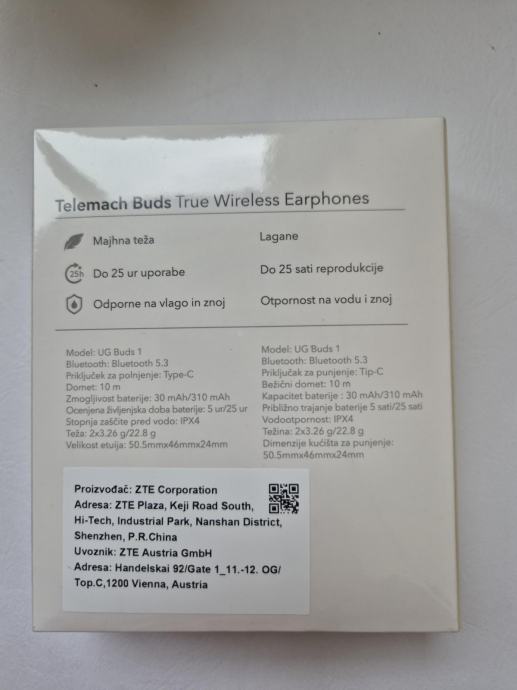 Telemach Buds True Wireless Earphones
Majhna teža
Lagane
25h
Do 25 ur uporabe
Do 25 sati reprodukcije
Odporne na vlago in znoj
Otpornost na vodu i znoj
Model: UG Buds 1
Bluetooth: Bluetooth 5.3
Priključek za polnjenje: Type-C
Domet: 10 m
Zmogljivost baterije: 30 mAh/310 mAh
Ocenjena življenjska doba baterije: 5 ur/25 ur
Stopnja zaščite pred vodo: IPX4
Teža: 2x3.26 g/22.8 g
Velikost etuija: 50.5mmx46mmx24mm
Model: UG Buds 1
Bluetooth: Bluetooth 5.3
Priključak za punjenje: Tip-C
Bežični domet: 10 m
Kapacitet baterije : 30 mAh/310 mAh
Približno trajanje baterije 5 sati/25 sati
Vodootpornost: IPX4
Težina: 2x3.26 g/22.8 g
Dimenzije kućišta za punjenje:
50.5mmx46mmx24mm
Proizvođač: ZTE Corporation
Adresa: ZTE Plaza, Keji Road South,
Hi-Tech, Industrial Park, Nanshan District,
Shenzhen, P.R.China
Uvoznik: ZTE Austria GmbH
Adresa: Handelskai 92/Gate 1_11.-12. OG/
Top.C,1200 Vienna, Austria